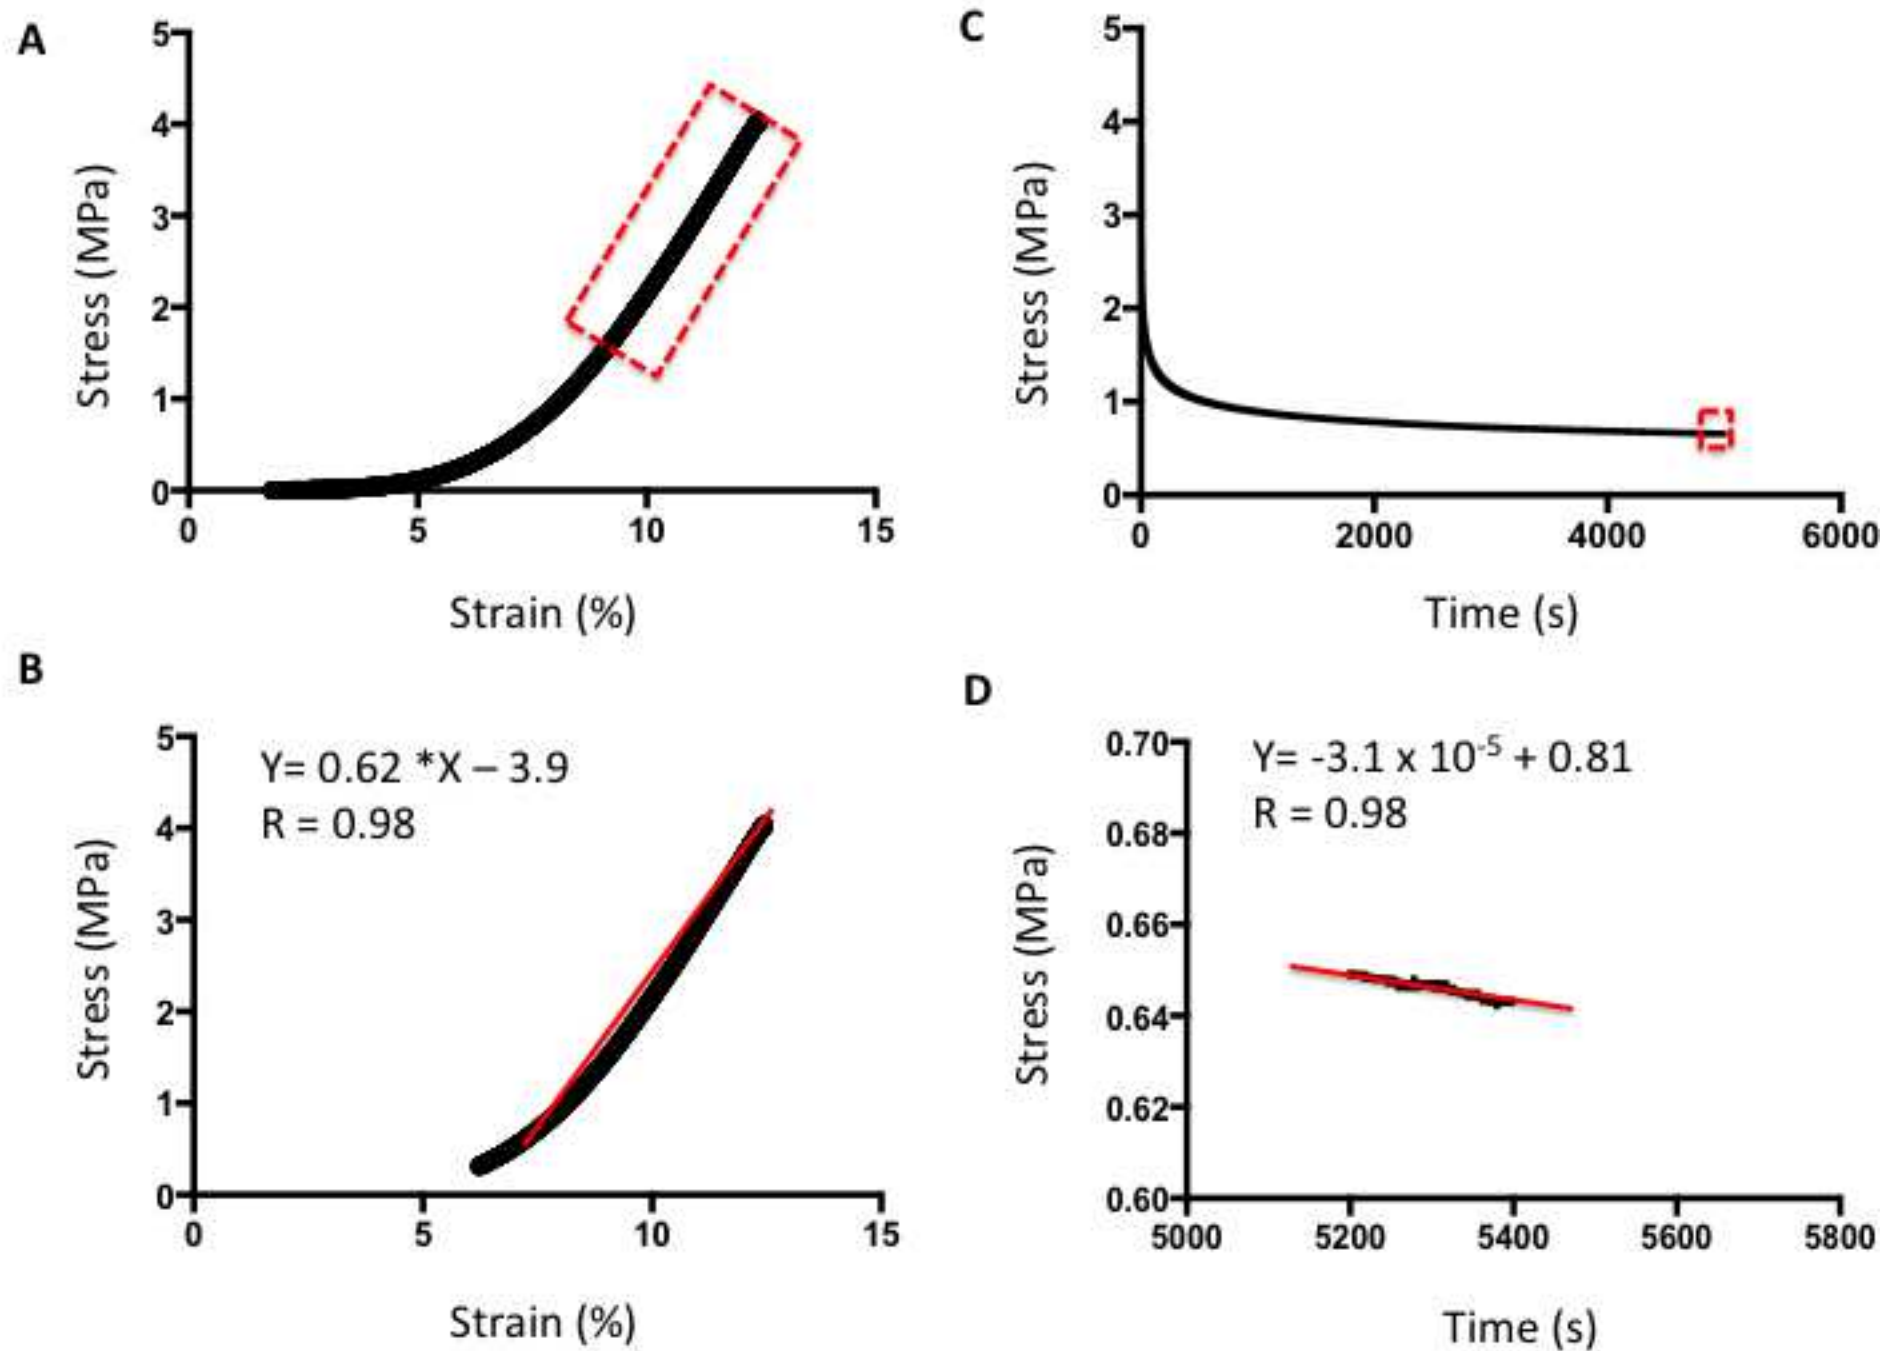 A
5
4
3
2
1
0
Stress (MPa)
0 5 10 15
Strain (%)
B
5
4
3
2
1
0
Stress (MPa)
Y= 0.62 *X – 3.9
R = 0.98
0 5 10 15
Strain (%)
C
5
4
3
2
1
0
Stress (MPa)
0 2000 4000 6000
Time (s)
D
0.70
0.68
0.66
0.64
0.62
0.60
Stress (MPa)
Y= -3.1 x 10⁻⁵ + 0.81
R = 0.98
5000 5200 5400 5600 5800
Time (s)